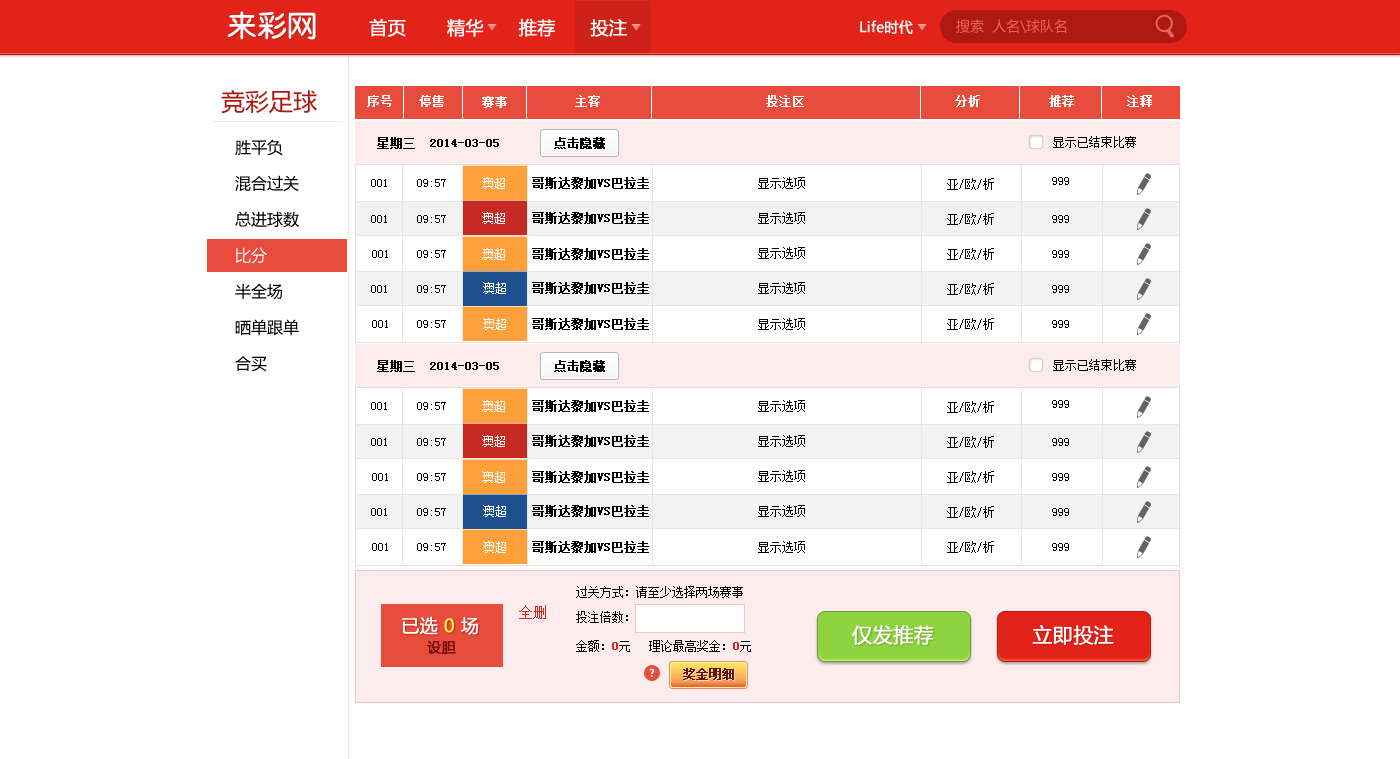 来彩网 首页 精华 推荐 投注 Life时代 搜索 人名\球队名
竞彩足球
胜平负
混合过关
总进球数
比分
半全场
晒单跟单
合买
序号 停售 赛事 主客 投注区 分析 推荐 注释
星期三 2014-03-05 点击隐藏 显示已结束比赛
001 09:57 澳超 哥斯达黎加VS巴拉圭 显示选项 亚/欧/析 999
001 09:57 澳超 哥斯达黎加VS巴拉圭 显示选项 亚/欧/析 999
001 09:57 澳超 哥斯达黎加VS巴拉圭 显示选项 亚/欧/析 999
001 09:57 澳超 哥斯达黎加VS巴拉圭 显示选项 亚/欧/析 999
001 09:57 澳超 哥斯达黎加VS巴拉圭 显示选项 亚/欧/析 999
星期三 2014-03-05 点击隐藏 显示已结束比赛
001 09:57 澳超 哥斯达黎加VS巴拉圭 显示选项 亚/欧/析 999
001 09:57 澳超 哥斯达黎加VS巴拉圭 显示选项 亚/欧/析 999
001 09:57 澳超 哥斯达黎加VS巴拉圭 显示选项 亚/欧/析 999
001 09:57 澳超 哥斯达黎加VS巴拉圭 显示选项 亚/欧/析 999
001 09:57 澳超 哥斯达黎加VS巴拉圭 显示选项 亚/欧/析 999
已选 0 场
设胆
全删
过关方式：请至少选择两场赛事
投注倍数：
金额：0元 理论最高奖金：0元
? 奖金明细
仅发推荐
立即投注